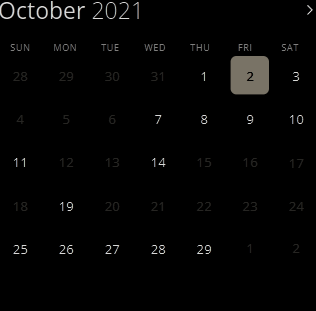 October 2021
SUN MON TUE WED THU FRI SAT
28 29 30 31 1 2 3
4 5 6 7 8 9 10
11 12 13 14 15 16 17
18 19 20 21 22 23 24
25 26 27 28 29 1 2